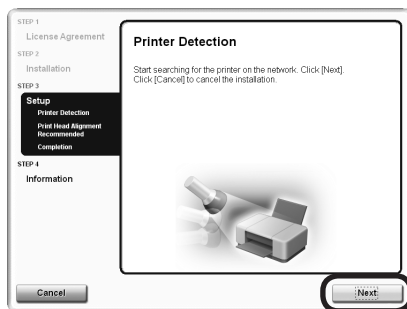 STEP 1
License Agreement
STEP 2
Installation
STEP 3
Setup
Printer Detection
Print Head Alignment
Recommended
Completion
STEP 4
Information
Printer Detection
Start searching for the printer on the network. Click [Next].
Click [Cancel] to cancel the installation.
Cancel
Next